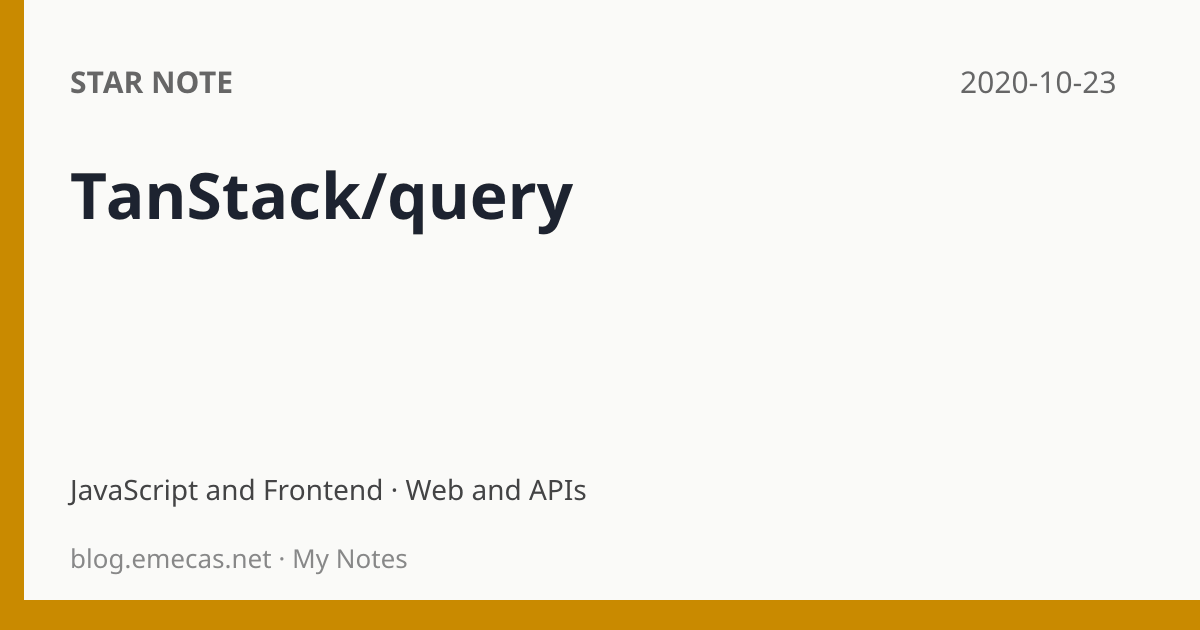 STAR NOTE
2020-10-23
TanStack/query
JavaScript and Frontend · Web and APIs
blog.emecas.net · My Notes